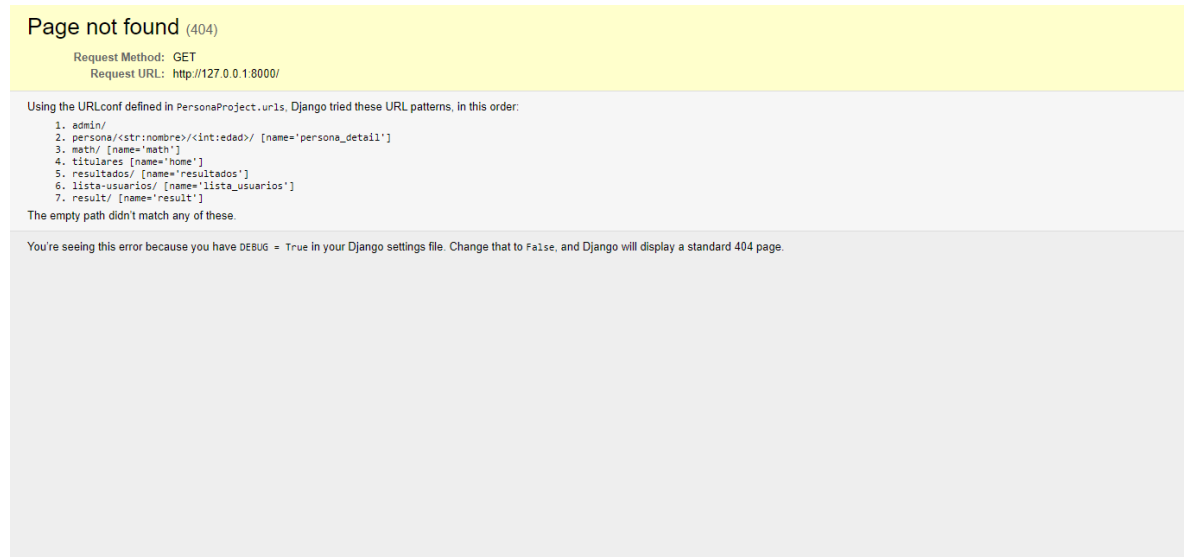 Page not found (404)
Request Method: GET
Request URL: http://127.0.0.1:8000/
Using the URLconf defined in PersonaProject.urls, Django tried these URL patterns, in this order:
1. admin/
2. persona/<str:nombre>/<int:edad>/ [name='persona_detail']
3. math/ [name='math']
4. titulares [name='home']
5. resultados/ [name='resultados']
6. lista-usuarios/ [name='lista_usuarios']
7. result/ [name='result']
The empty path didn't match any of these.
You're seeing this error because you have DEBUG = True in your Django settings file. Change that to False, and Django will display a standard 404 page.